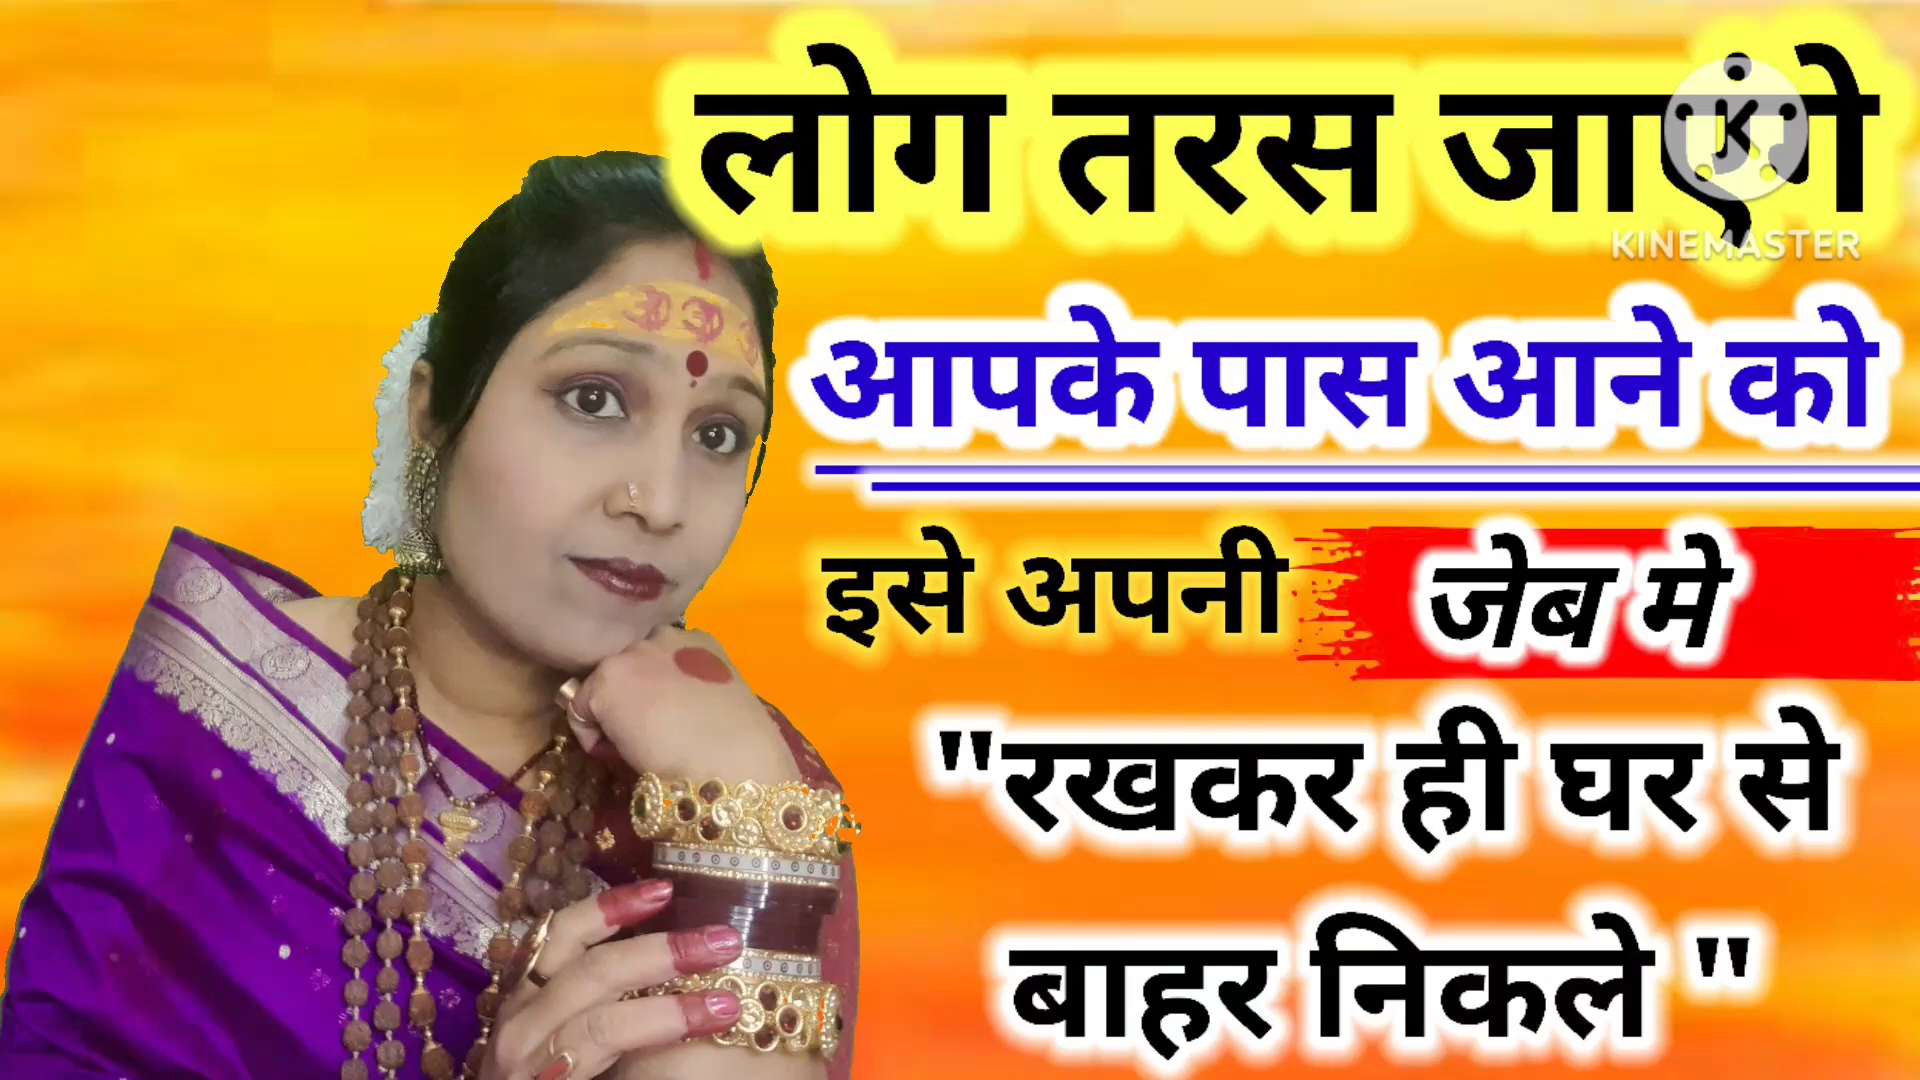 लोग तरस जाएंगे
KINEMASTER
आपके पास आने को
इसे अपनी जेब मे
"रखकर ही घर से
बाहर निकले "